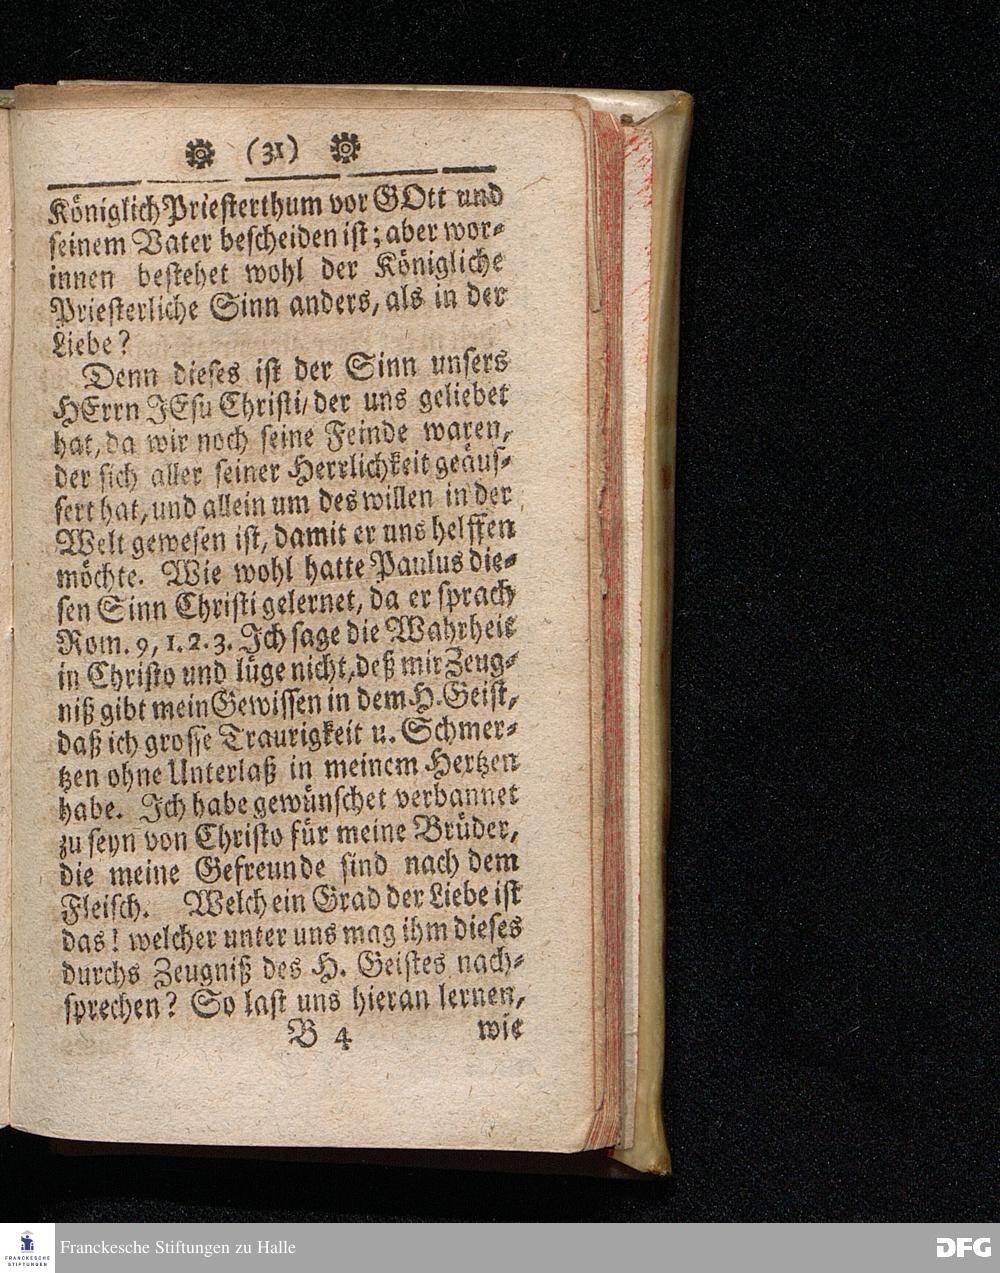 (31)
Königlich Priesterthum vor GOtt und
seinem Vater bescheiden ist; aber wor-
innen bestehet wohl der Königliche
Priesterliche Sinn anders, als in der
Liebe?
Denn dieses ist der Sinn unsers
HErrn JEsu Christi/ der uns geliebet
hat, da wir noch seine Feinde waren,
der sich aller seiner Herrlichkeit geäus-
sert hat, und allein um des willen in der
Welt gewesen ist, damit er uns helffen
möchte. Wie wohl hatte Paulus die-
sen Sinn Christi gelernet, da er sprach
Rom. 9, 1. 2. 3. Ich sage die Wahrheit
in Christo und lüge nicht, deß mir Zeug-
niß gibt mein Gewissen in dem H. Geist,
daß ich grosse Traurigkeit u. Schmer-
tzen ohne Unterlaß in meinem Hertzen
habe. Ich habe gewünschet verbannet
zu seyn von Christo für meine Brüder,
die meine Gefreunde sind nach dem
Fleisch. Welch ein Grad der Liebe ist
das! welcher unter uns mag ihm dieses
durchs Zeugniß des H. Geistes nach-
sprechen? So last uns hieran lernen,
B 4 wie
FRANCKESCHE
STIFTUNGEN
Franckesche Stiftungen zu Halle
DFG